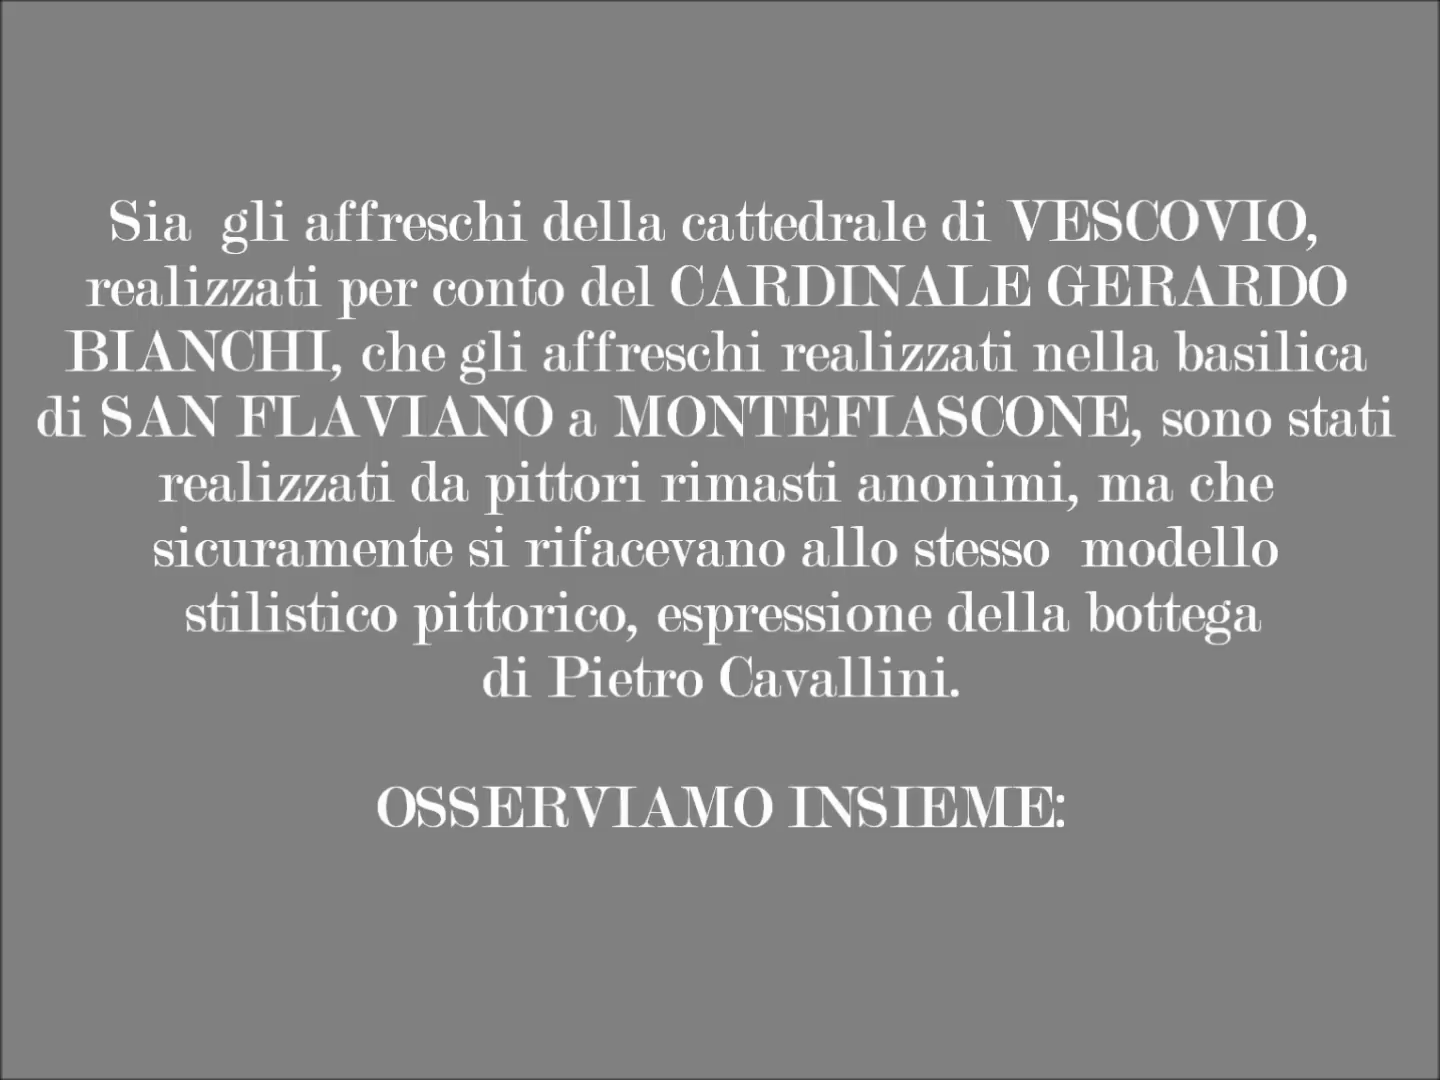 Sia  gli affreschi della cattedrale di VESCOVIO,
realizzati per conto del CARDINALE GERARDO
BIANCHI, che gli affreschi realizzati nella basilica
di SAN FLAVIANO a MONTEFIASCONE, sono stati
realizzati da pittori rimasti anonimi, ma che
sicuramente si rifacevano allo stesso  modello
stilistico pittorico, espressione della bottega
di Pietro Cavallini.
OSSERVIAMO INSIEME: